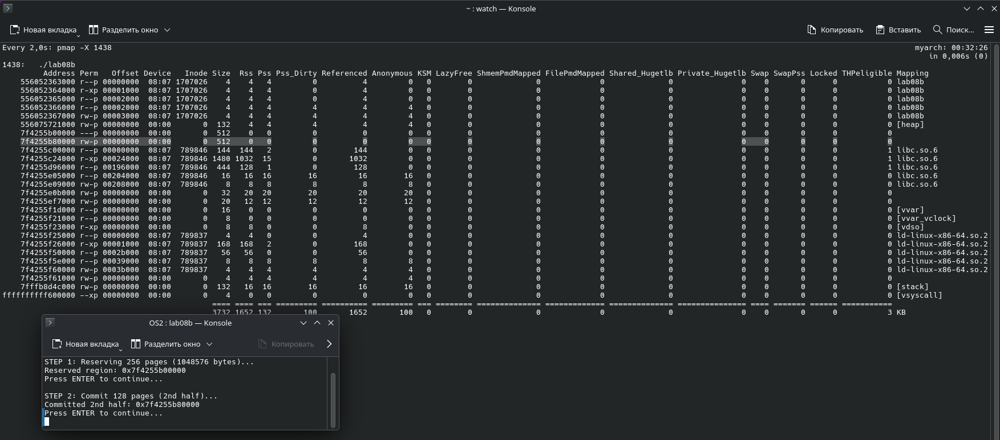 ~ : watch — Konsole
Новая вкладка Разделить окно Копировать Вставить Поиск...
Every 2,0s: pmap -X 1438 myarch: 00:32:26
in 0,006s (0)
1438: ./lab08b
Address Perm Offset Device Inode Size Rss Pss Pss_Dirty Referenced Anonymous KSM LazyFree ShmemPmdMapped FilePmdMapped Shared_Hugetlb Private_Hugetlb Swap SwapPss Locked THPeligible Mapping
556052363000 r--p 00000000 08:07 1707026 4 4 4 0 4 0 0 0 0 0 0 0 0 0 0 0 lab08b
556052364000 r-xp 00001000 08:07 1707026 4 4 4 0 4 0 0 0 0 0 0 0 0 0 0 0 lab08b
556052365000 r--p 00002000 08:07 1707026 4 4 4 0 4 0 0 0 0 0 0 0 0 0 0 0 lab08b
556052366000 r--p 00002000 08:07 1707026 4 4 4 4 4 4 0 0 0 0 0 0 0 0 0 0 lab08b
556052367000 rw-p 00003000 08:07 1707026 4 4 4 4 4 4 0 0 0 0 0 0 0 0 0 0 lab08b
556075721000 rw-p 00000000 00:00 0 132 4 4 4 4 4 0 0 0 0 0 0 0 0 0 0 [heap]
7f4255b00000 ---p 00000000 00:00 0 512 0 0 0 0 0 0 0 0 0 0 0 0 0 0 0
7f4255b80000 rw-p 00000000 00:00 0 512 0 0 0 0 0 0 0 0 0 0 0 0 0 0 0
7f4255c00000 r--p 00000000 08:07 789846 144 144 2 0 144 0 0 0 0 0 0 0 0 0 0 1 libc.so.6
7f4255c24000 r-xp 00024000 08:07 789846 1480 1032 15 0 1032 0 0 0 0 0 0 0 0 0 0 1 libc.so.6
7f4255d96000 r--p 00196000 08:07 789846 444 128 1 0 128 0 0 0 0 0 0 0 0 0 0 1 libc.so.6
7f4255e05000 r--p 00204000 08:07 789846 16 16 16 16 16 16 0 0 0 0 0 0 0 0 0 0 libc.so.6
7f4255e09000 rw-p 00208000 08:07 789846 8 8 8 8 8 8 0 0 0 0 0 0 0 0 0 0 libc.so.6
7f4255e0b000 rw-p 00000000 00:00 0 32 20 20 20 20 20 0 0 0 0 0 0 0 0 0 0
7f4255ef7000 rw-p 00000000 00:00 0 20 12 12 12 12 12 0 0 0 0 0 0 0 0 0 0
7f4255f1d000 r--p 00000000 00:00 0 16 0 0 0 0 0 0 0 0 0 0 0 0 0 0 0 [vvar]
7f4255f21000 r--p 00000000 00:00 0 8 0 0 0 0 0 0 0 0 0 0 0 0 0 0 0 [vvar_vclock]
7f4255f23000 r-xp 00000000 00:00 0 8 8 0 0 8 0 0 0 0 0 0 0 0 0 0 0 [vdso]
7f4255f25000 r--p 00000000 08:07 789837 4 4 0 0 4 0 0 0 0 0 0 0 0 0 0 0 ld-linux-x86-64.so.2
7f4255f26000 r-xp 00001000 08:07 789837 168 168 2 0 168 0 0 0 0 0 0 0 0 0 0 0 ld-linux-x86-64.so.2
7f4255f50000 r--p 0002b000 08:07 789837 56 56 0 0 56 0 0 0 0 0 0 0 0 0 0 0 ld-linux-x86-64.so.2
7f4255f5e000 r--p 00039000 08:07 789837 8 8 8 8 8 8 0 0 0 0 0 0 0 0 0 0 ld-linux-x86-64.so.2
7f4255f60000 rw-p 0003b000 08:07 789837 4 4 4 4 4 4 0 0 0 0 0 0 0 0 0 0 ld-linux-x86-64.so.2
7f4255f61000 rw-p 00000000 00:00 0 4 4 4 4 4 4 0 0 0 0 0 0 0 0 0 0
7fffb8d4c000 rw-p 00000000 00:00 0 132 16 16 16 16 16 0 0 0 0 0 0 0 0 0 0 [stack]
ffffffffff600000 --xp 00000000 00:00 0 4 0 0 0 0 0 0 0 0 0 0 0 0 0 0 0 [vsyscall]
==== ==== === ========= ========== ========= === ======== ============== ============= ============== =============== ==== ======= ====== ===========
3732 1652 132 100 1652 100 0 0 0 0 0 0 0 0 0 3 KB
OS2 : lab08b — Konsole
Новая вкладка Разделить окно Копировать
STEP 1: Reserving 256 pages (1048576 bytes)...
Reserved region: 0x7f4255b00000
Press ENTER to continue...
STEP 2: Commit 128 pages (2nd half)...
Committed 2nd half: 0x7f4255b80000
Press ENTER to continue...